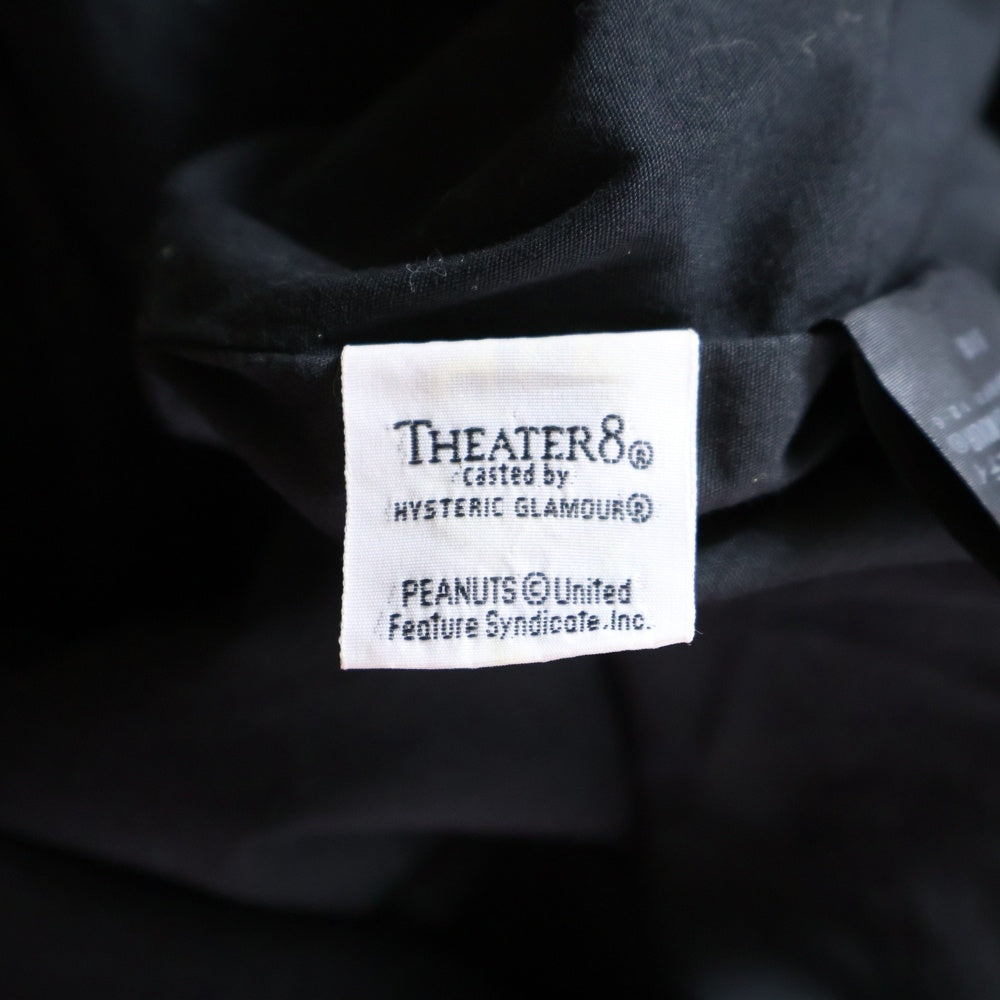 THEATER8®
casted by
HYSTERIC GLAMOUR®
PEANUTS © United
Feature Syndicate.Inc.